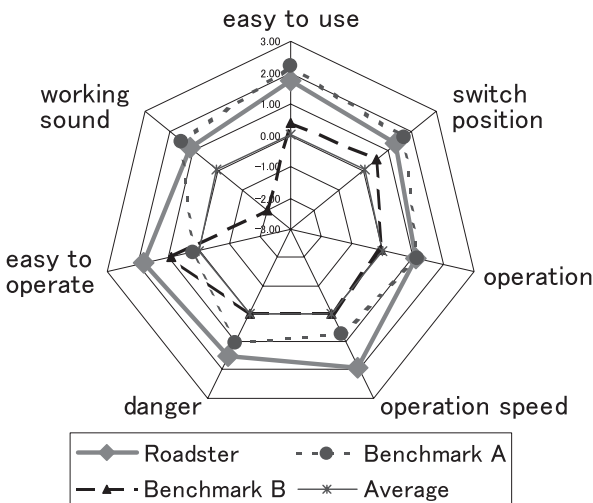 easy to use
3.00
2.00
1.00
0.00
-1.00
-2.00
-3.00
working
sound
switch
position
easy to
operate
operation
danger
operation speed
Roadster
Benchmark A
Benchmark B
Average